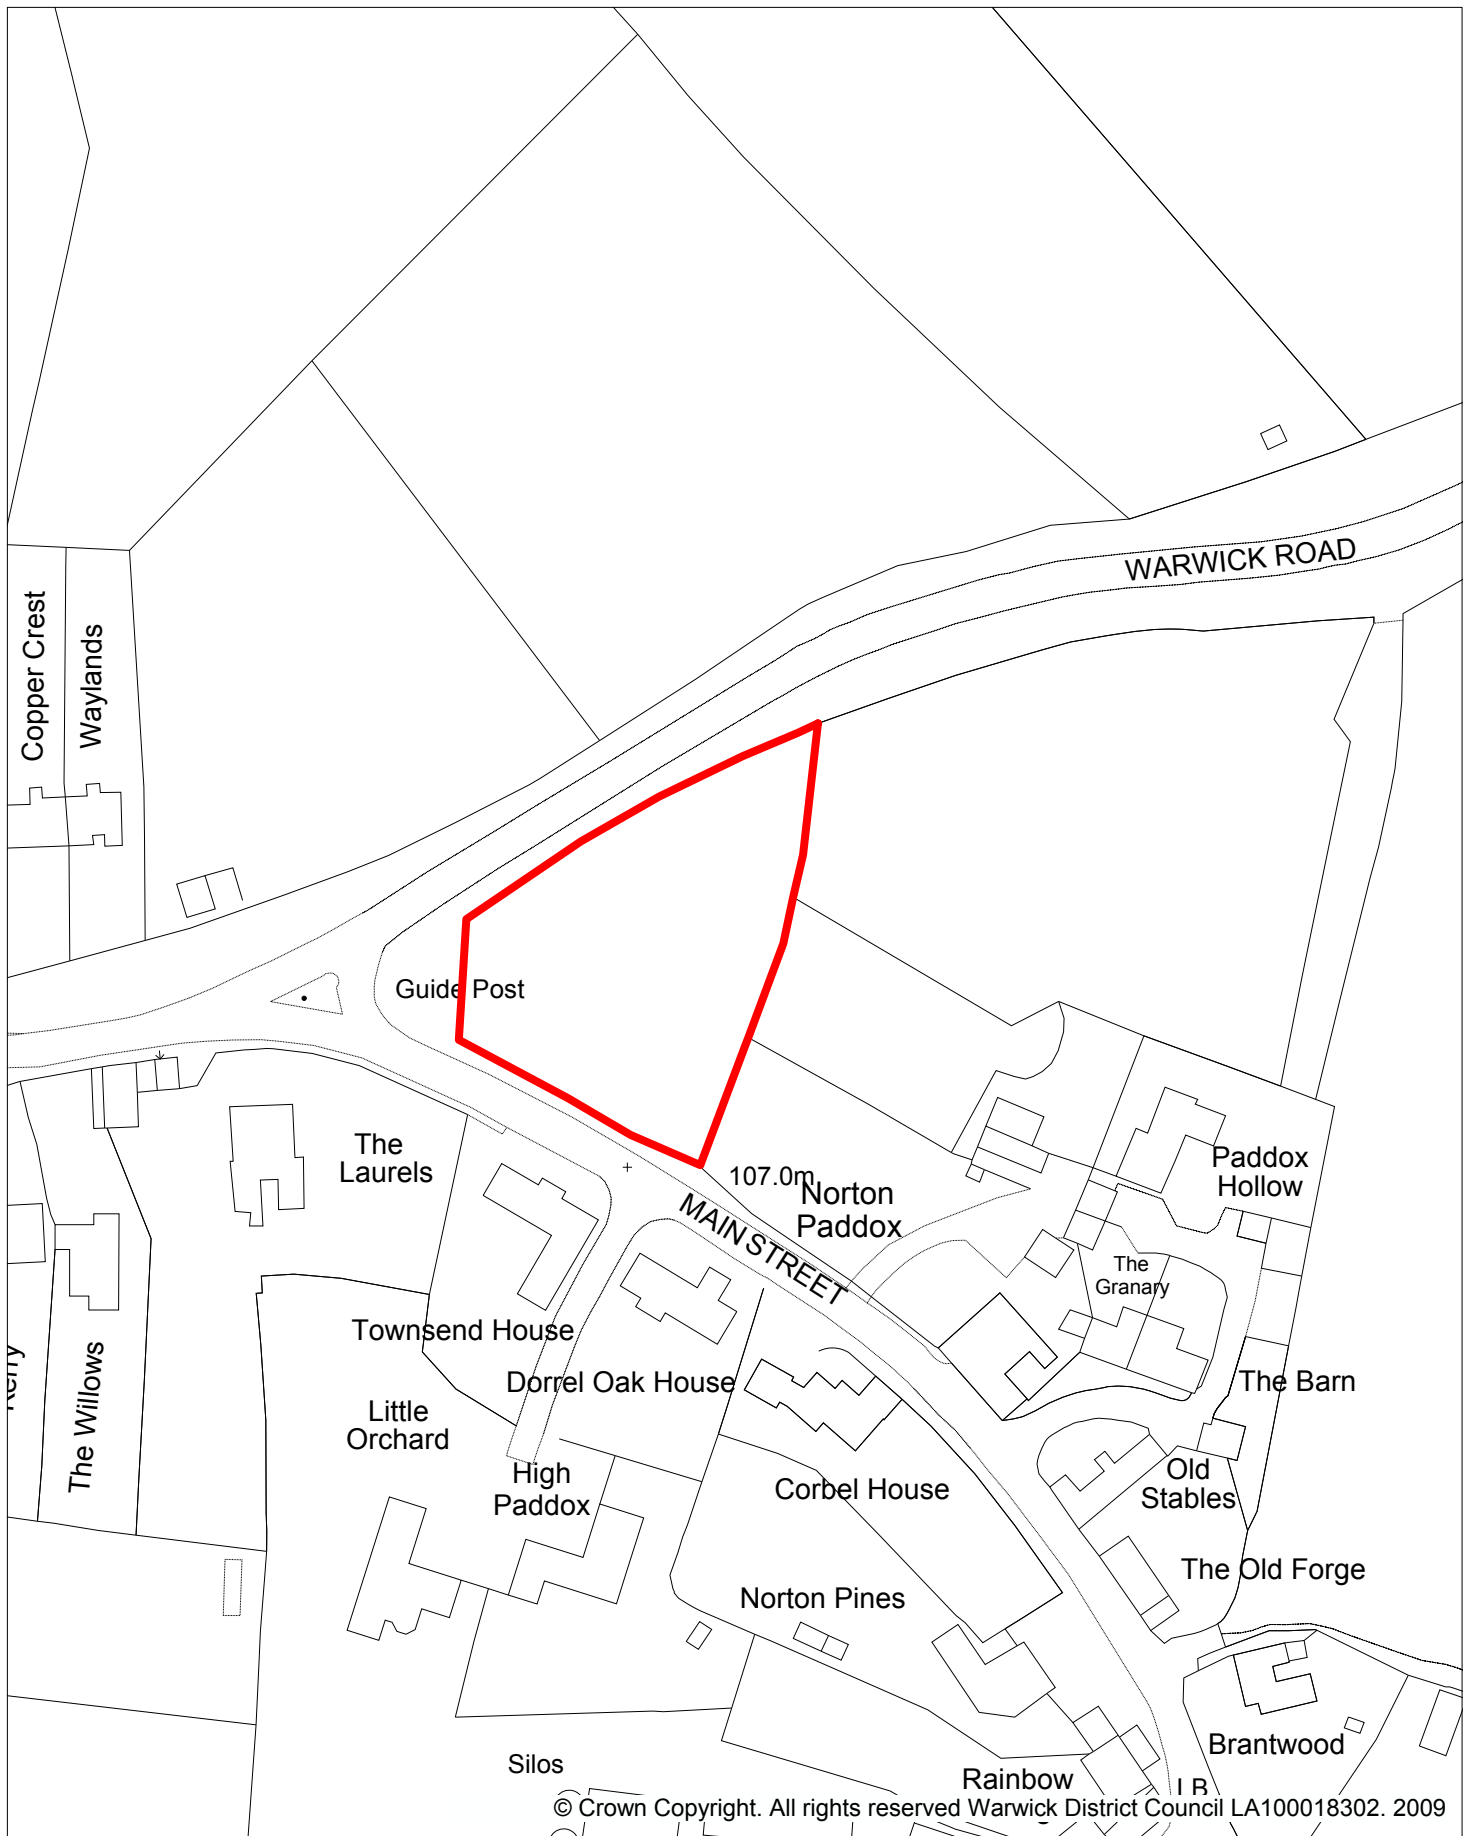 WARWICK ROAD
Copper Crest
Waylands
Guide Post
The
Laurels
107.0m
Norton
Paddox
MAIN STREET
Paddox
Hollow
The
Granary
Townsend House
The Willows
Dorrel Oak House
The Barn
Little
Orchard
High
Paddox
Corbel House
Old
Stables
The Old Forge
Norton Pines
Brantwood
Silos
Rainbow
LB
© Crown Copyright. All rights reserved Warwick District Council LA100018302. 2009